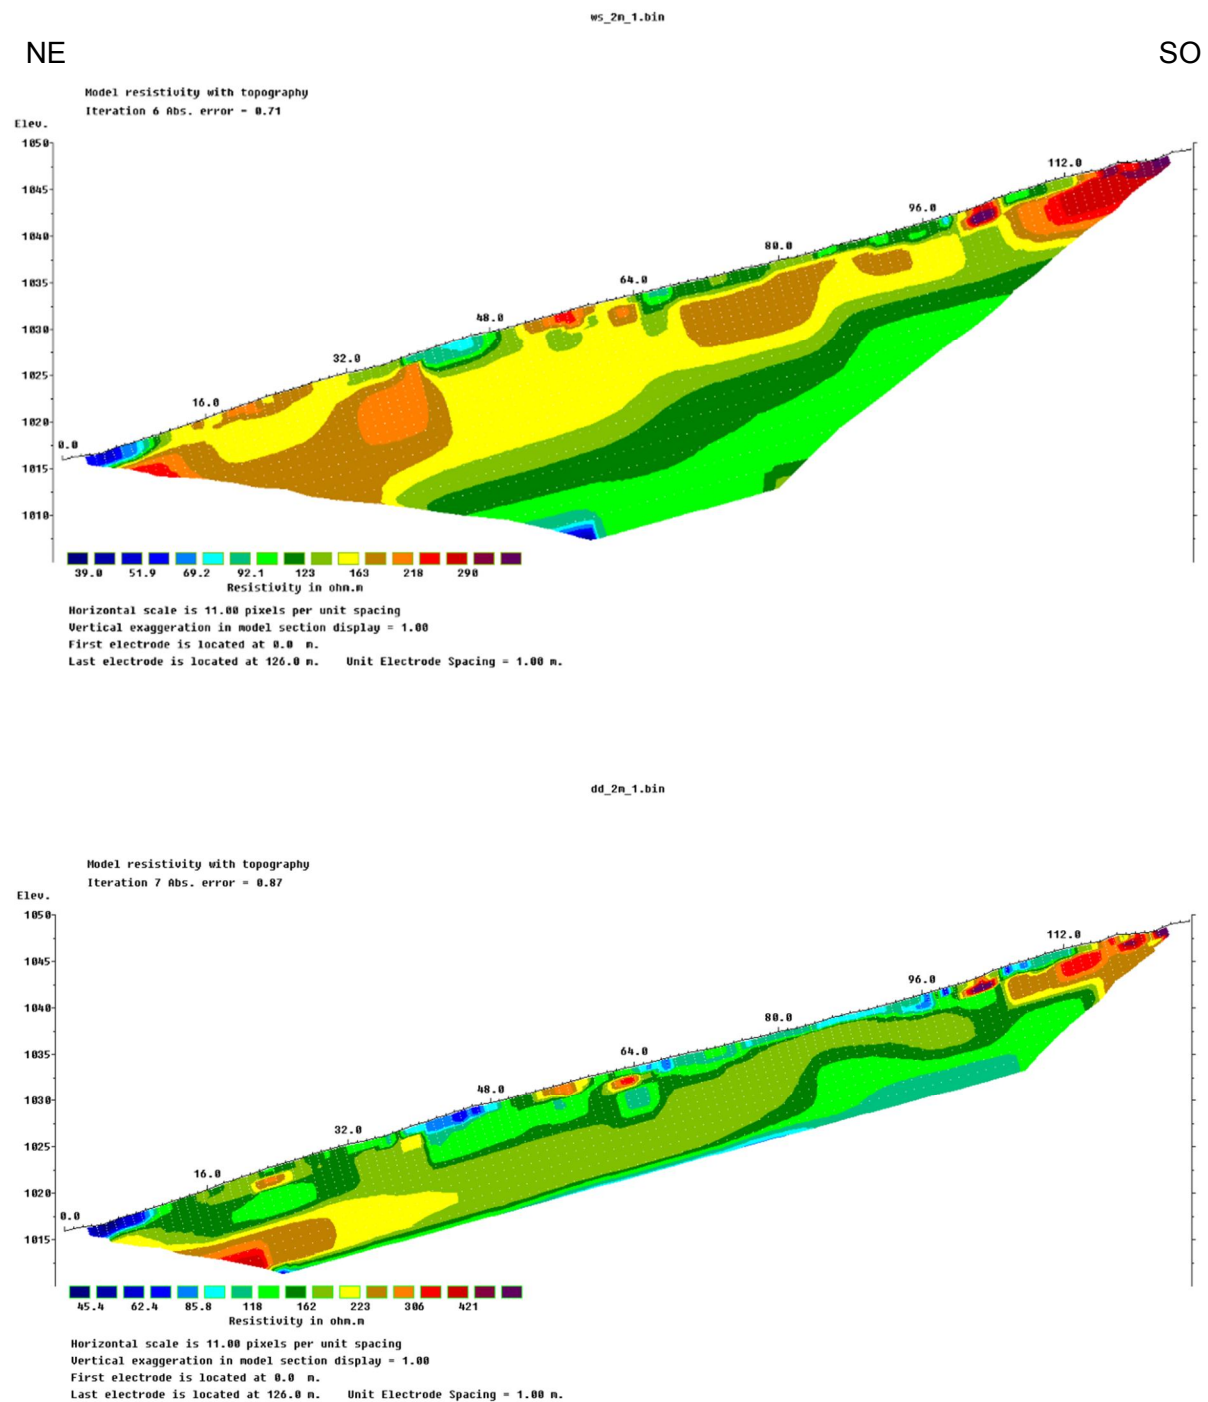 ws_2m_1.bin
NE SO
Model resistivity with topography
Iteration 6 Abs. error = 0.71
Elev.
1050
112.0
1045
96.0
1040
80.0
1035
64.0
1030
48.0
32.0
1025
16.0
1020
0.0
1015
1010
39.0 51.9 69.2 92.1 123 163 218 290
Resistivity in ohm.m
Horizontal scale is 11.00 pixels per unit spacing
Vertical exaggeration in model section display = 1.00
First electrode is located at 0.0 m.
Last electrode is located at 126.0 m. Unit Electrode Spacing = 1.00 m.
dd_2m_1.bin
Model resistivity with topography
Iteration 7 Abs. error = 0.87
Elev.
1050
112.0
1045
96.0
1040
80.0
1035
64.0
1030
48.0
32.0
1025
16.0
1020
0.0
1015
45.4 62.4 85.8 118 162 223 306 421
Resistivity in ohm.m
Horizontal scale is 11.00 pixels per unit spacing
Vertical exaggeration in model section display = 1.00
First electrode is located at 0.0 m.
Last electrode is located at 126.0 m. Unit Electrode Spacing = 1.00 m.